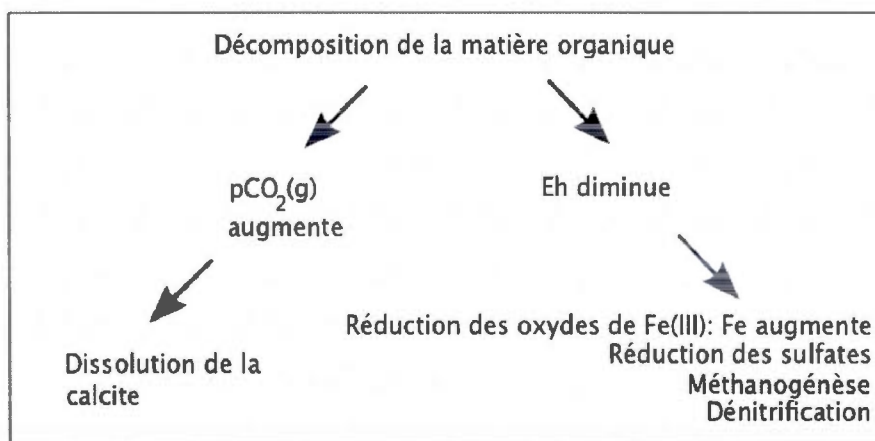 Décomposition de la matière organique
pCO2(g)
augmente
Eh diminue
Dissolution de la
calcite
Réduction des oxydes de Fe(III): Fe augmente
Réduction des sulfates
Méthanogénèse
Dénitrification